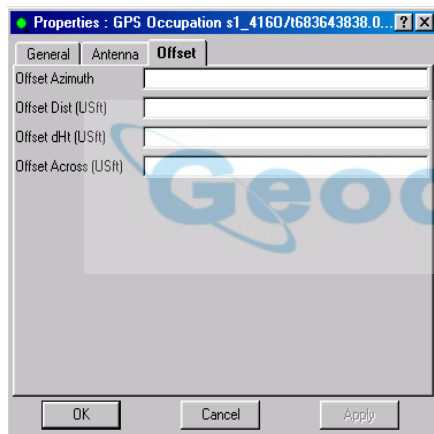 Properties : GPS Occupation s1_4160/t683643838.0...
General Antenna Offset
Offset Azimuth
Offset Dist (USft)
Offset dHt (USft)
Offset Across (USft)
Geo
OK Cancel Apply